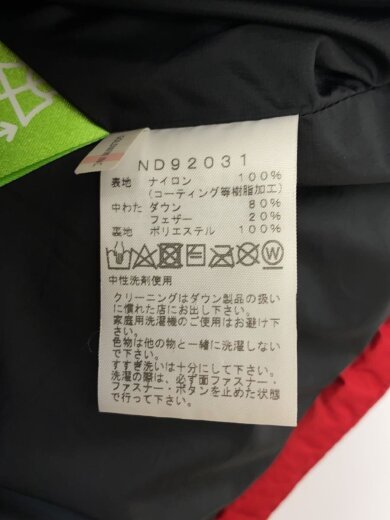 ND92031
表地 ナイロン 100%
(コーティング等樹脂加工)
中わた ダウン 80%
フェザー 20%
裏地 ポリエステル 100%
W
中性洗剤使用
クリーニングはダウン製品の扱い
に慣れた店にお出し下さい。
家庭用洗濯機のご使用はお避け下
さい。
色物は他の物と一緒に洗濯しない
で下さい。
すすぎ洗いは十分にして下さい。
洗濯の際は、必ず面ファスナー・
ファスナー・ボタンを止めた状態
で行って下さい。